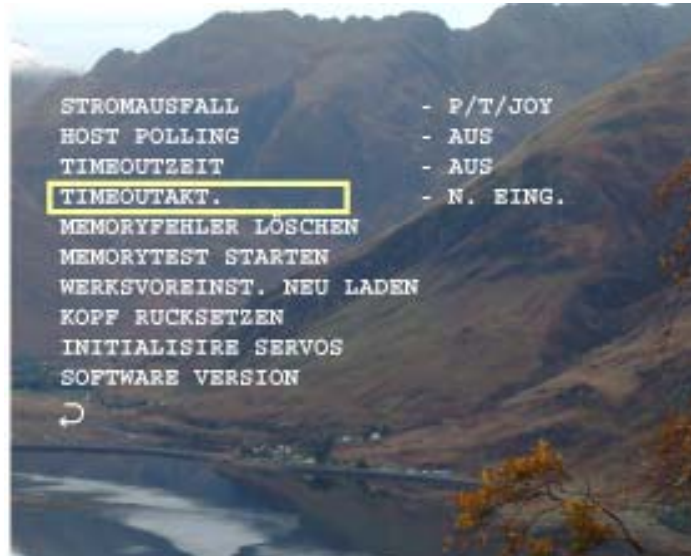 STROMAUSFALL - P/T/JOY
HOST POLLING - AUS
TIMEOUTZEIT - AUS
TIMEOUTAKT. - N. EING.
MEMORYFEHLER LÖSCHEN
MEMORYTEST STARTEN
WERKSVOREINST. NEU LADEN
KOPF RUCKSETZEN
INITIALISIRE SERVOS
SOFTWARE VERSION